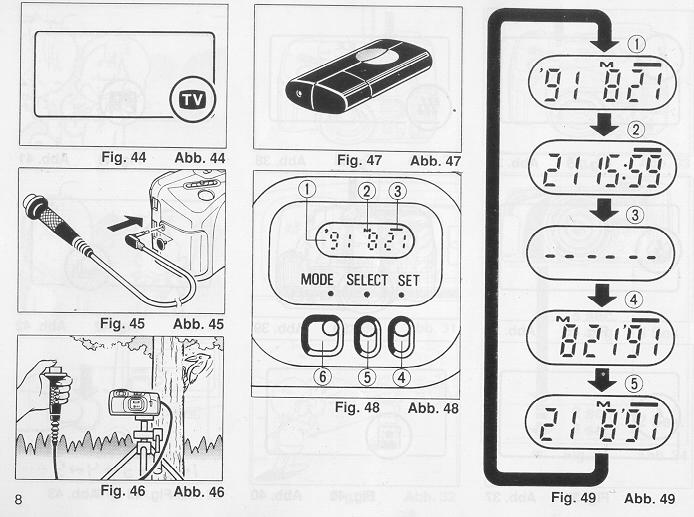 TV
Fig. 44 Abb. 44
Fig. 45 Abb. 45
Fig. 46 Abb. 46
8
Fig. 47 Abb. 47
① ② ③
'91 M 8 21
MODE SELECT SET
⑥ ⑤ ④
Fig. 48 Abb. 48
①
'91 M 8 21
②
21 15:59
③
- - - - - -
④
M 8 21 '91
⑤
21 M 8 '91
Fig. 49 Abb. 49